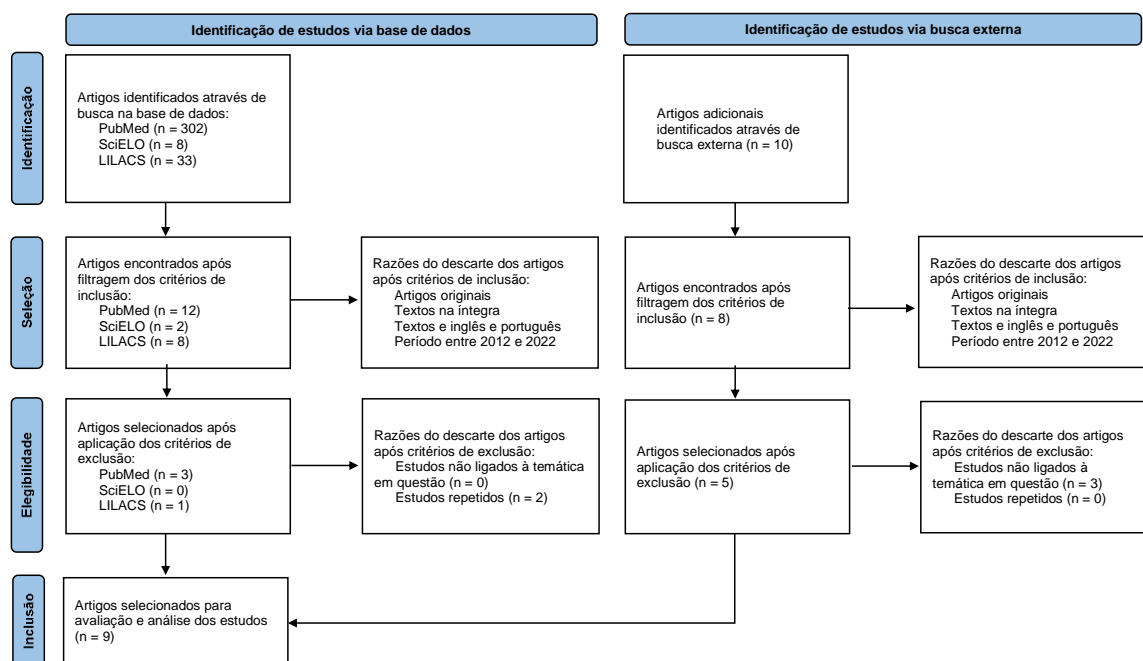 Identificação de estudos via base de dados
Identificação de estudos via busca externa
Identificação
Artigos identificados através de
busca na base de dados:
PubMed (n = 302)
SciELO (n = 8)
LILACS (n = 33)
Artigos adicionais
identificados através de
busca externa (n = 10)
Seleção
Artigos encontrados após
filtragem dos critérios de
inclusão:
PubMed (n = 12)
SciELO (n = 2)
LILACS (n = 8)
Razões do descarte dos artigos
após critérios de inclusão:
Artigos originais
Textos na íntegra
Textos e inglês e português
Período entre 2012 e 2022
Artigos encontrados após
filtragem dos critérios de
inclusão (n = 8)
Razões do descarte dos artigos
após critérios de inclusão:
Artigos originais
Textos na íntegra
Textos e inglês e português
Período entre 2012 e 2022
Elegibilidade
Artigos selecionados após
aplicação dos critérios de
exclusão:
PubMed (n = 3)
SciELO (n = 0)
LILACS (n = 1)
Razões do descarte dos artigos
após critérios de exclusão:
Estudos não ligados à temática
em questão (n = 0)
Estudos repetidos (n = 2)
Artigos selecionados após
aplicação dos critérios de
exclusão (n = 5)
Razões do descarte dos artigos
após critérios de exclusão:
Estudos não ligados à
temática em questão (n = 3)
Estudos repetidos (n = 0)
Inclusão
Artigos selecionados para
avaliação e análise dos estudos
(n = 9)